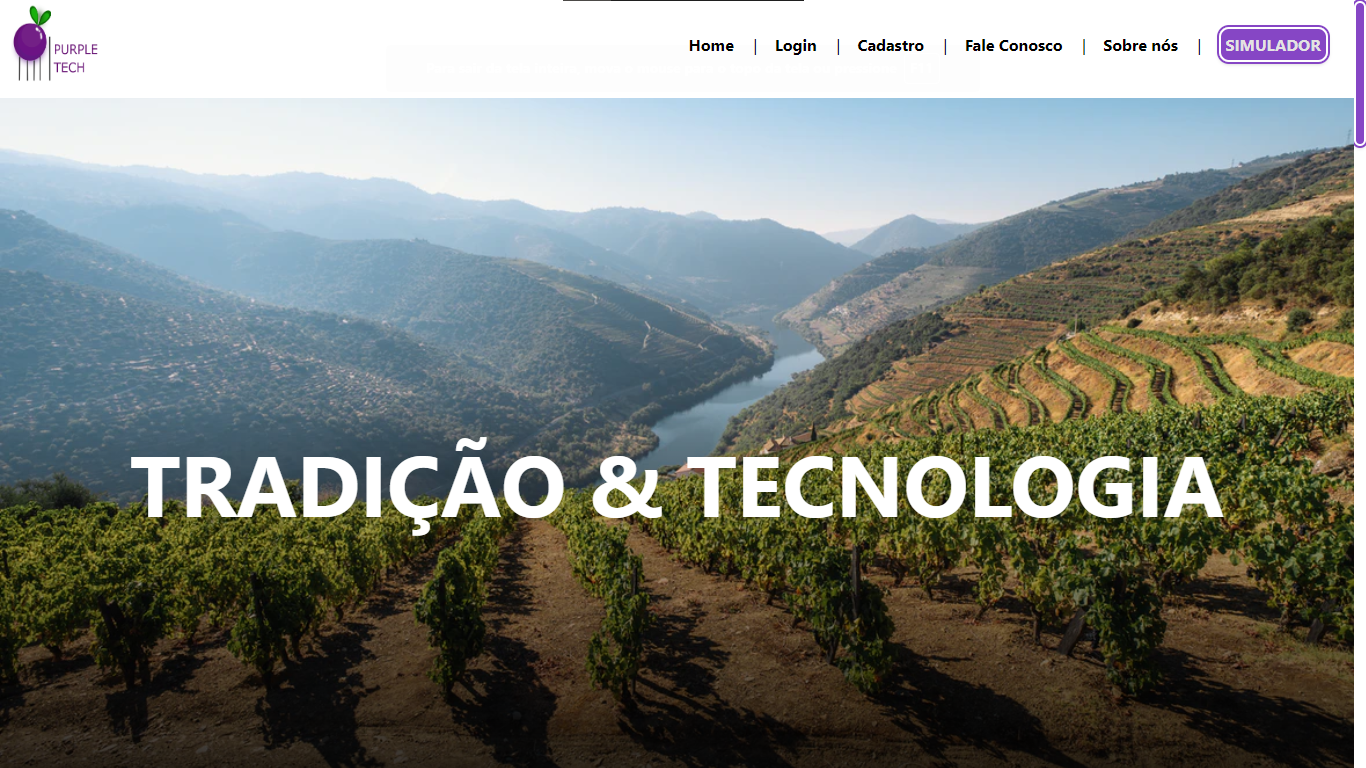 PURPLE
TECH
Home | Login | Cadastro | Fale Conosco | Sobre nós | SIMULADOR
TRADIÇÃO & TECNOLOGIA